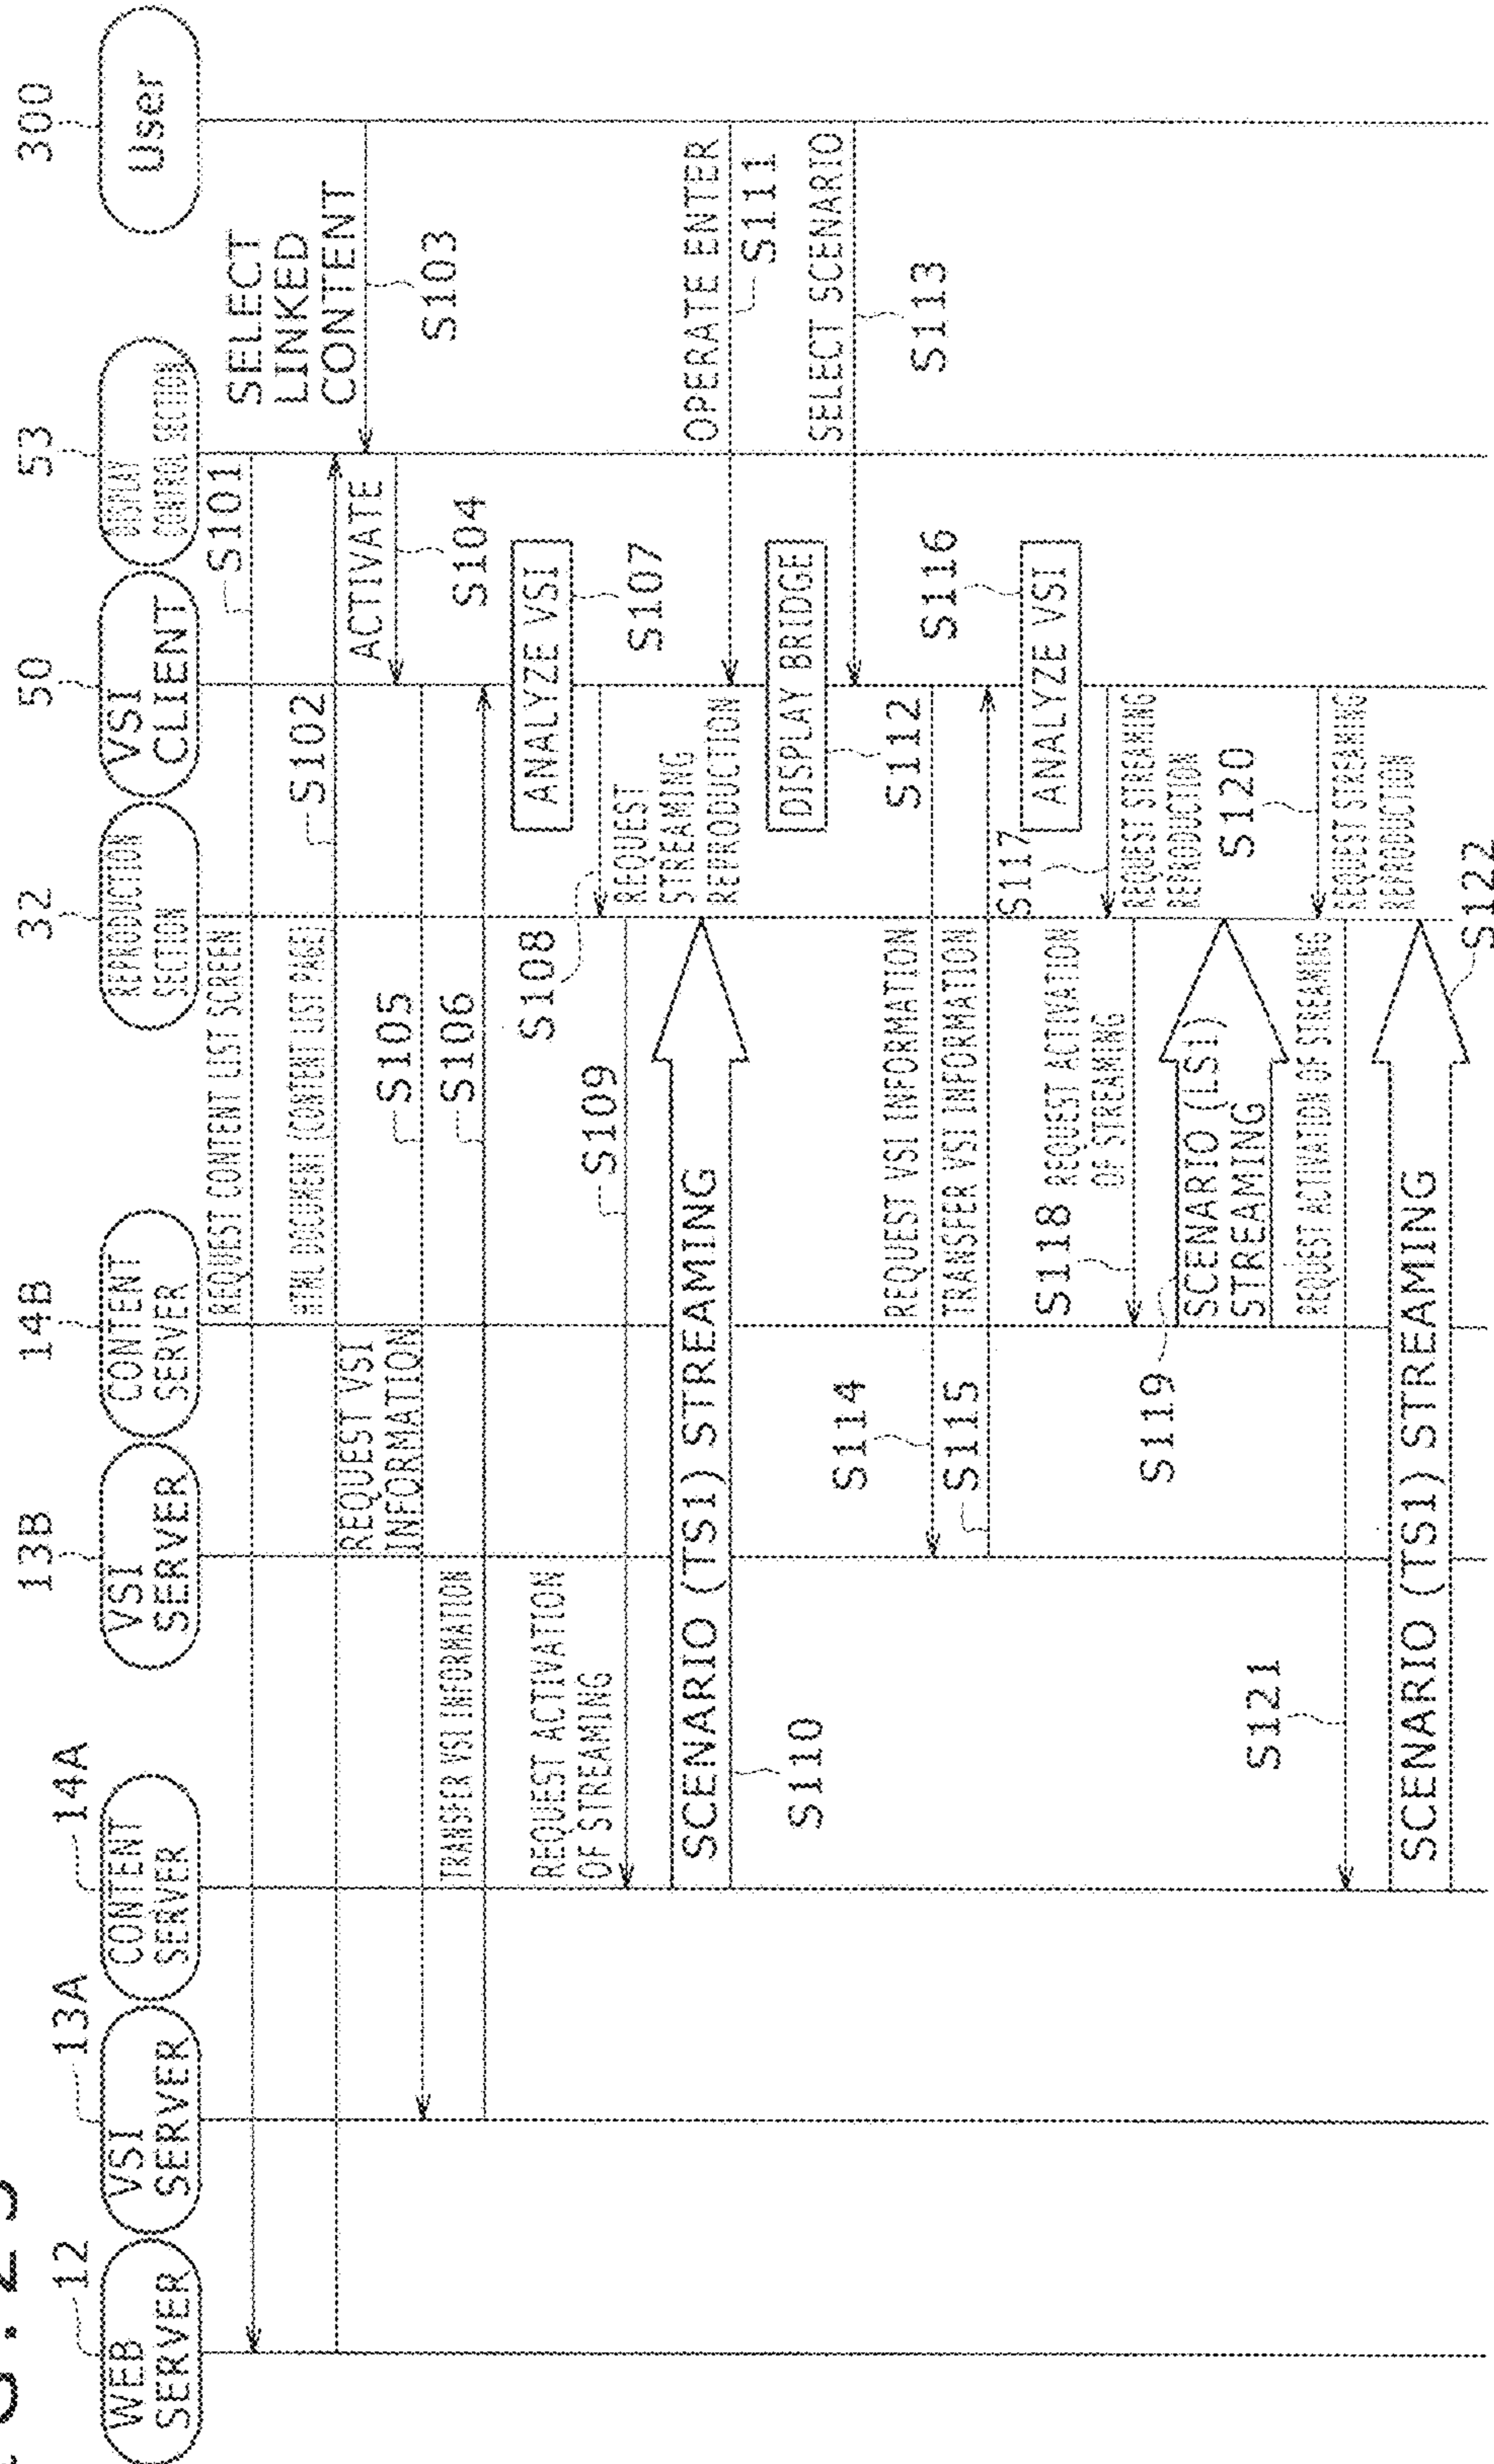 12
13A
14A
13B
14B
32
50
53
300
WEB
SERVER
VSI
SERVER
CONTENT
SERVER
VSI
SERVER
CONTENT
SERVER
REPRODUCTION
SECTION
VSI
CLIENT
DISPLAY
CONTROL SECTION
User
REQUEST CONTENT LIST SCREEN
S101
HTML DOCUMENT (CONTENT LIST PAGE)
S102
SELECT
LINKED
CONTENT
S103
ACTIVATE
S104
REQUEST VSI
INFORMATION
S105
TRANSFER VSI INFORMATION
S106
ANALYZE VSI
S107
S108
REQUEST
STREAMING
REPRODUCTION
REQUEST ACTIVATION
OF STREAMING
S109
SCENARIO (TS1) STREAMING
S110
OPERATE ENTER
S111
DISPLAY BRIDGE
S112
SELECT SCENARIO
S113
REQUEST VSI INFORMATION
S114
TRANSFER VSI INFORMATION
S115
S116
ANALYZE VSI
S117
REQUEST STREAMING
REPRODUCTION
S118
REQUEST ACTIVATION
OF STREAMING
S119
SCENARIO (LS1)
STREAMING
S120
REQUEST STREAMING
REPRODUCTION
REQUEST ACTIVATION OF STREAMING
S121
SCENARIO (TS1) STREAMING
S122